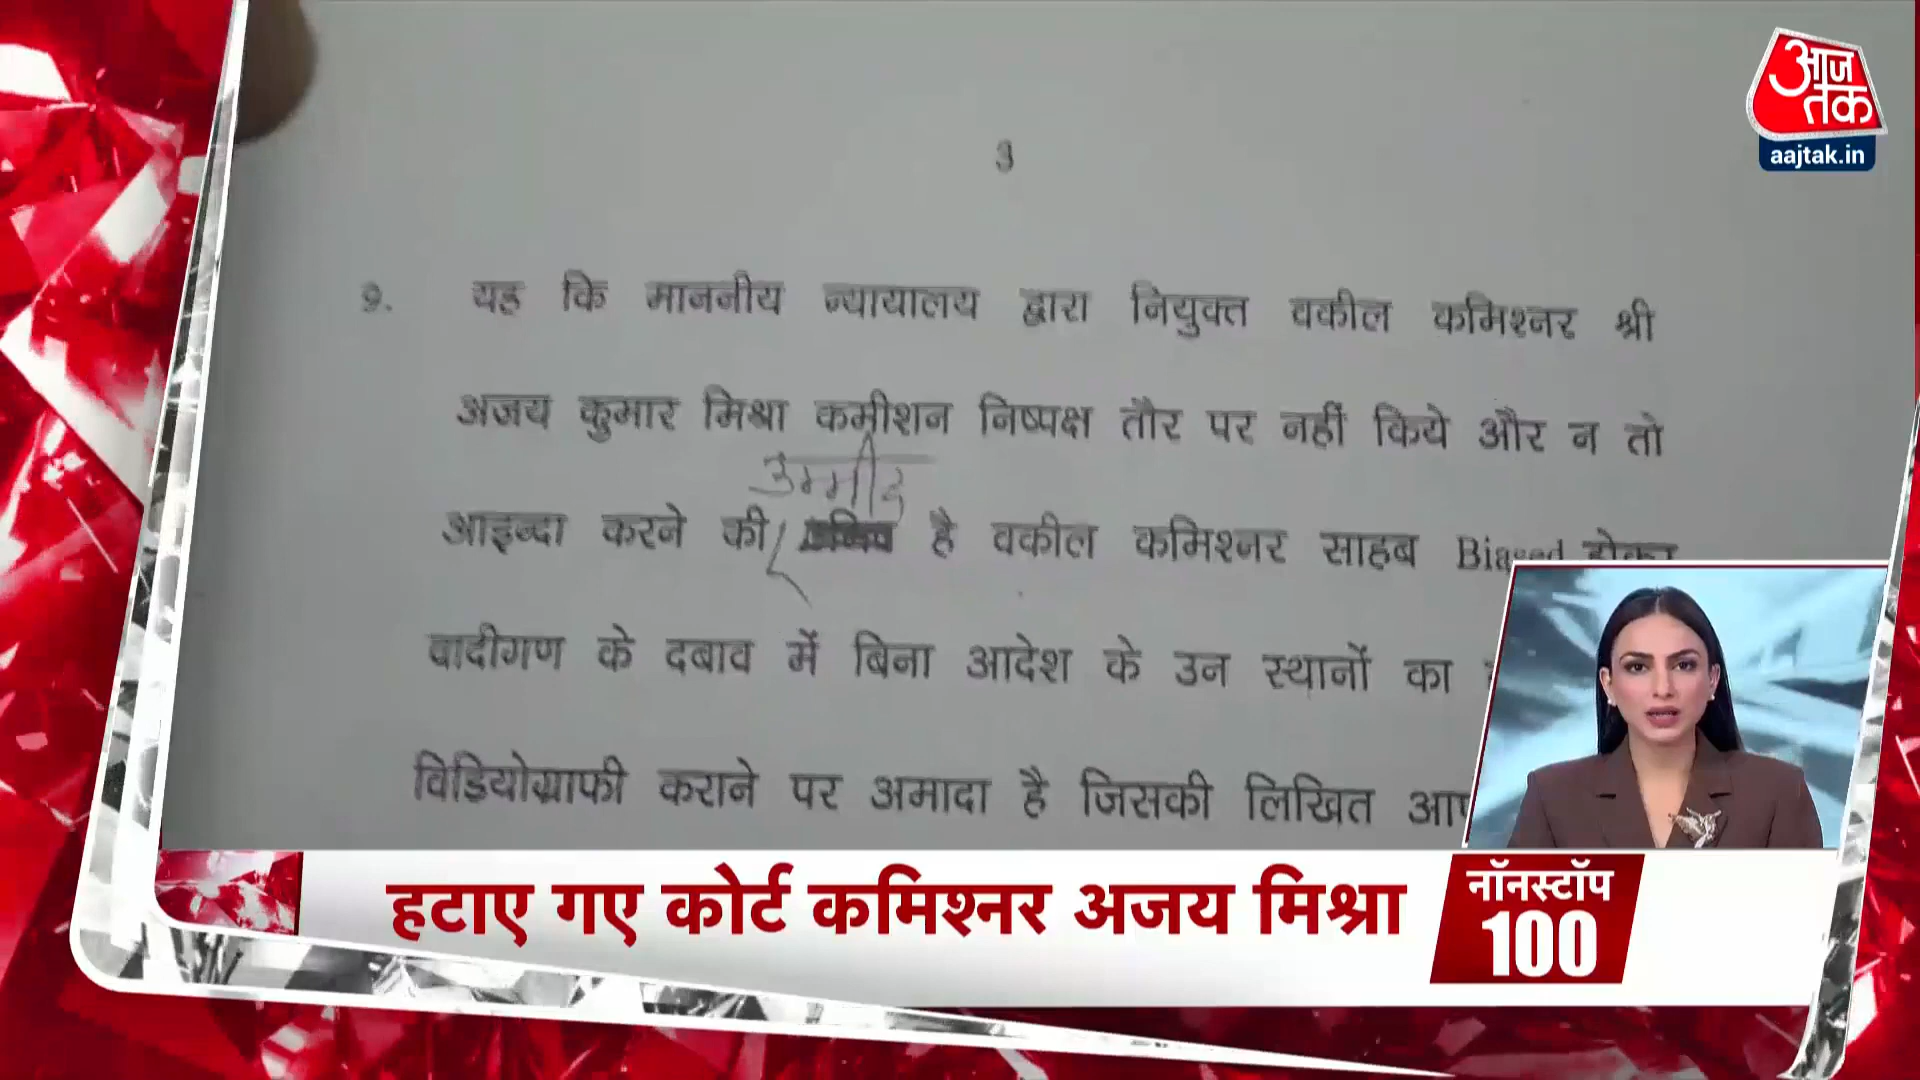 आज
तक
aajtak.in
3
9. यह कि माननीय न्यायालय द्वारा नियुक्त वकील कमिश्नर श्री
अजय कुमार मिश्रा कमीशन निष्पक्ष तौर पर नहीं किये और न तो
उम्मीद
आइन्दा करने की है वकील कमिश्नर साहब Biased होकर
वादीगण के दबाव में बिना आदेश के उन स्थानों का
विडियोग्राफी कराने पर अमादा है जिसकी लिखित
हटाए गए कोर्ट कमिश्नर अजय मिश्रा
नॉनस्टॉप
100